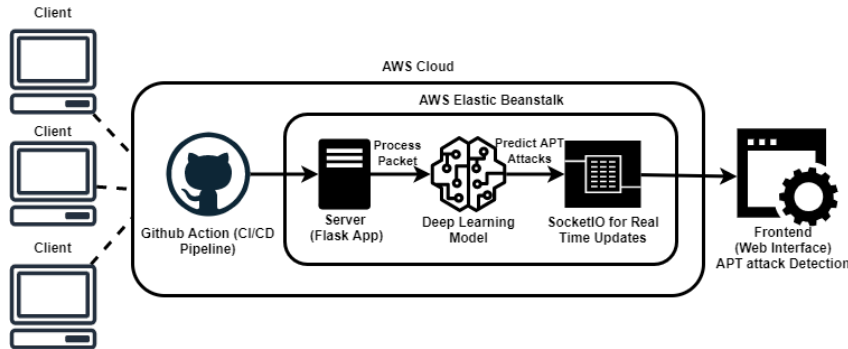 Client
AWS Cloud
AWS Elastic Beanstalk
Client
Process
Packet
Predict APT
Attacks
Server
(Flask App)
Deep Learning
Model
SocketIO for Real
Time Updates
Github Action (CI/CD
Pipeline)
Frontend
(Web Interface)
APT attack Detection
Client